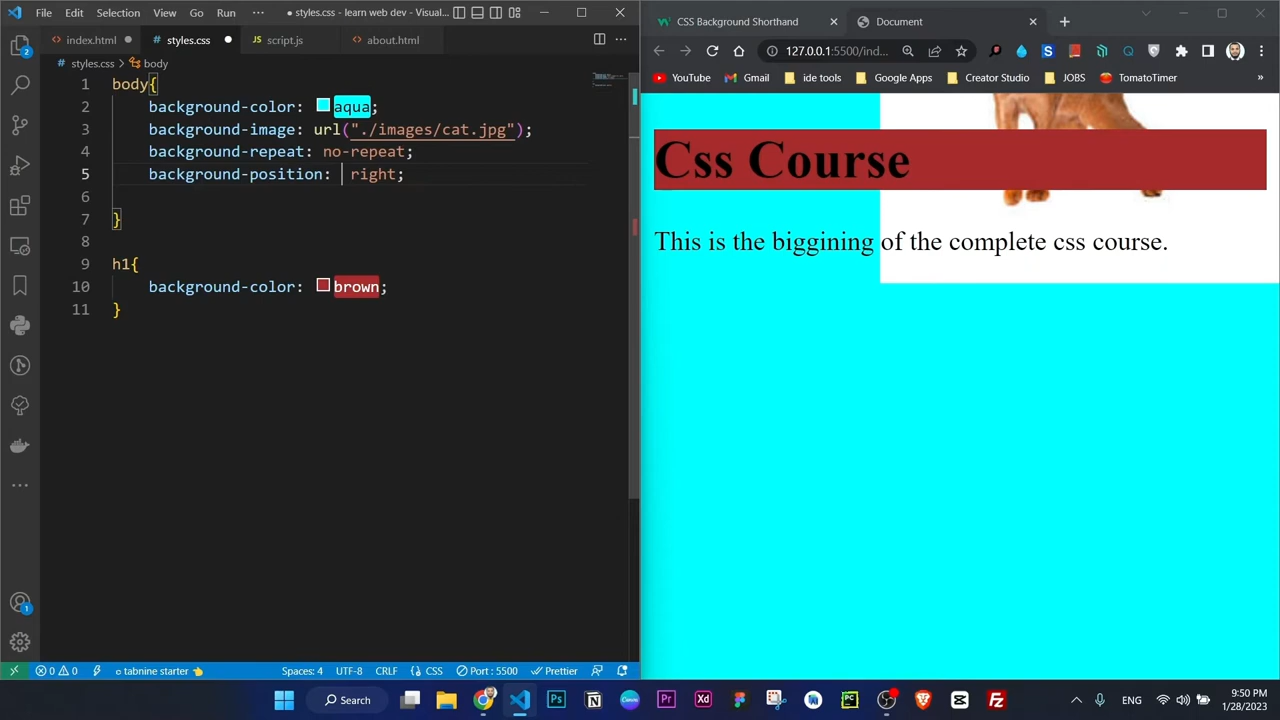 File Edit Selection View Go Run ··· ● styles.css - learn web dev - Visual...
index.html ● styles.css ● script.js about.html ···
# styles.css > body
1 body{
2 background-color: aqua;
3 background-image: url("./images/cat.jpg");
4 background-repeat: no-repeat;
5 background-position:  right;
6
7 }
8
9 h1{
10 background-color: brown;
11 }
2
1
0 0 tabnine starter Spaces: 4 UTF-8 CRLF {} CSS Port : 5500 Prettier
CSS Background Shorthand Document
127.0.0.1:5500/ind...
YouTube Gmail ide tools Google Apps Creator Studio JOBS TomatoTimer »
Css Course
This is the biggining of the complete css course.
Search
ENG
9:50 PM
1/28/2023